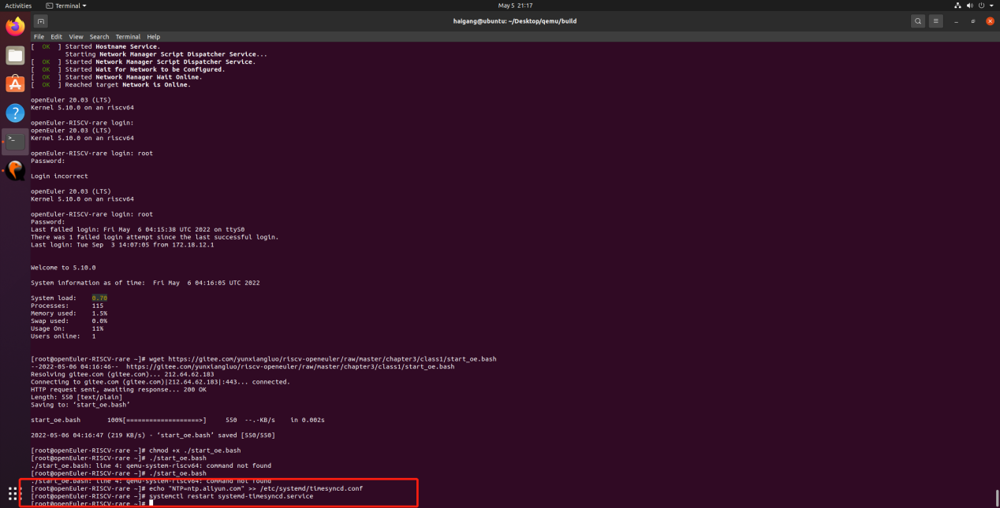 Activities Terminal May 5 21:17
haigang@ubuntu: ~/Desktop/qemu/build
File Edit View Search Terminal Help
[  OK  ] Started Hostname Service.
         Starting Network Manager Script Dispatcher Service...
[  OK  ] Started Network Manager Script Dispatcher Service.
[  OK  ] Started Wait for Network to be Configured.
[  OK  ] Started Network Manager Wait Online.
[  OK  ] Reached target Network is Online.
openEuler 20.03 (LTS)
Kernel 5.10.0 on an riscv64
openEuler-RISCV-rare login:
openEuler 20.03 (LTS)
Kernel 5.10.0 on an riscv64
openEuler-RISCV-rare login: root
Password:
Login incorrect
openEuler 20.03 (LTS)
Kernel 5.10.0 on an riscv64
openEuler-RISCV-rare login: root
Password:
Last failed login: Fri May  6 04:15:38 UTC 2022 on ttyS0
There was 1 failed login attempt since the last successful login.
Last login: Tue Sep  3 14:07:05 from 172.18.12.1
Welcome to 5.10.0
System information as of time:  Fri May  6 04:16:05 UTC 2022
System load:    0.70
Processes:      115
Memory used:    1.5%
Swap used:      0.0%
Usage On:       11%
Users online:   1
[root@openEuler-RISCV-rare ~]# wget https://gitee.com/yunxiangluo/riscv-openeuler/raw/master/chapter3/class1/start_oe.bash
--2022-05-06 04:16:46--  https://gitee.com/yunxiangluo/riscv-openeuler/raw/master/chapter3/class1/start_oe.bash
Resolving gitee.com (gitee.com)... 212.64.62.183
Connecting to gitee.com (gitee.com)|212.64.62.183|:443... connected.
HTTP request sent, awaiting response... 200 OK
Length: 550 [text/plain]
Saving to: ‘start_oe.bash’
start_oe.bash       100%[===================>]     550  --.-KB/s    in 0.002s
2022-05-06 04:16:47 (219 KB/s) - ‘start_oe.bash’ saved [550/550]
[root@openEuler-RISCV-rare ~]# chmod +x ./start_oe.bash
[root@openEuler-RISCV-rare ~]# ./start_oe.bash
./start_oe.bash: line 4: qemu-system-riscv64: command not found
[root@openEuler-RISCV-rare ~]# ./start_oe.bash
./start_oe.bash: line 4: qemu-system-riscv64: command not found
[root@openEuler-RISCV-rare ~]# echo "NTP=ntp.aliyun.com" >> /etc/systemd/timesyncd.conf
[root@openEuler-RISCV-rare ~]# systemctl restart systemd-timesyncd.service
[root@openEuler-RISCV-rare ~]#